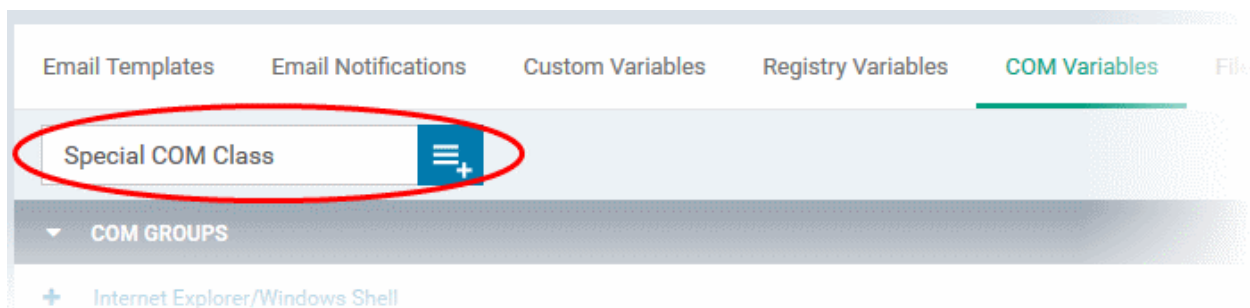 Email Templates Email Notifications Custom Variables Registry Variables COM Variables File
Special COM Class
COM GROUPS
Internet Explorer/Windows Shell